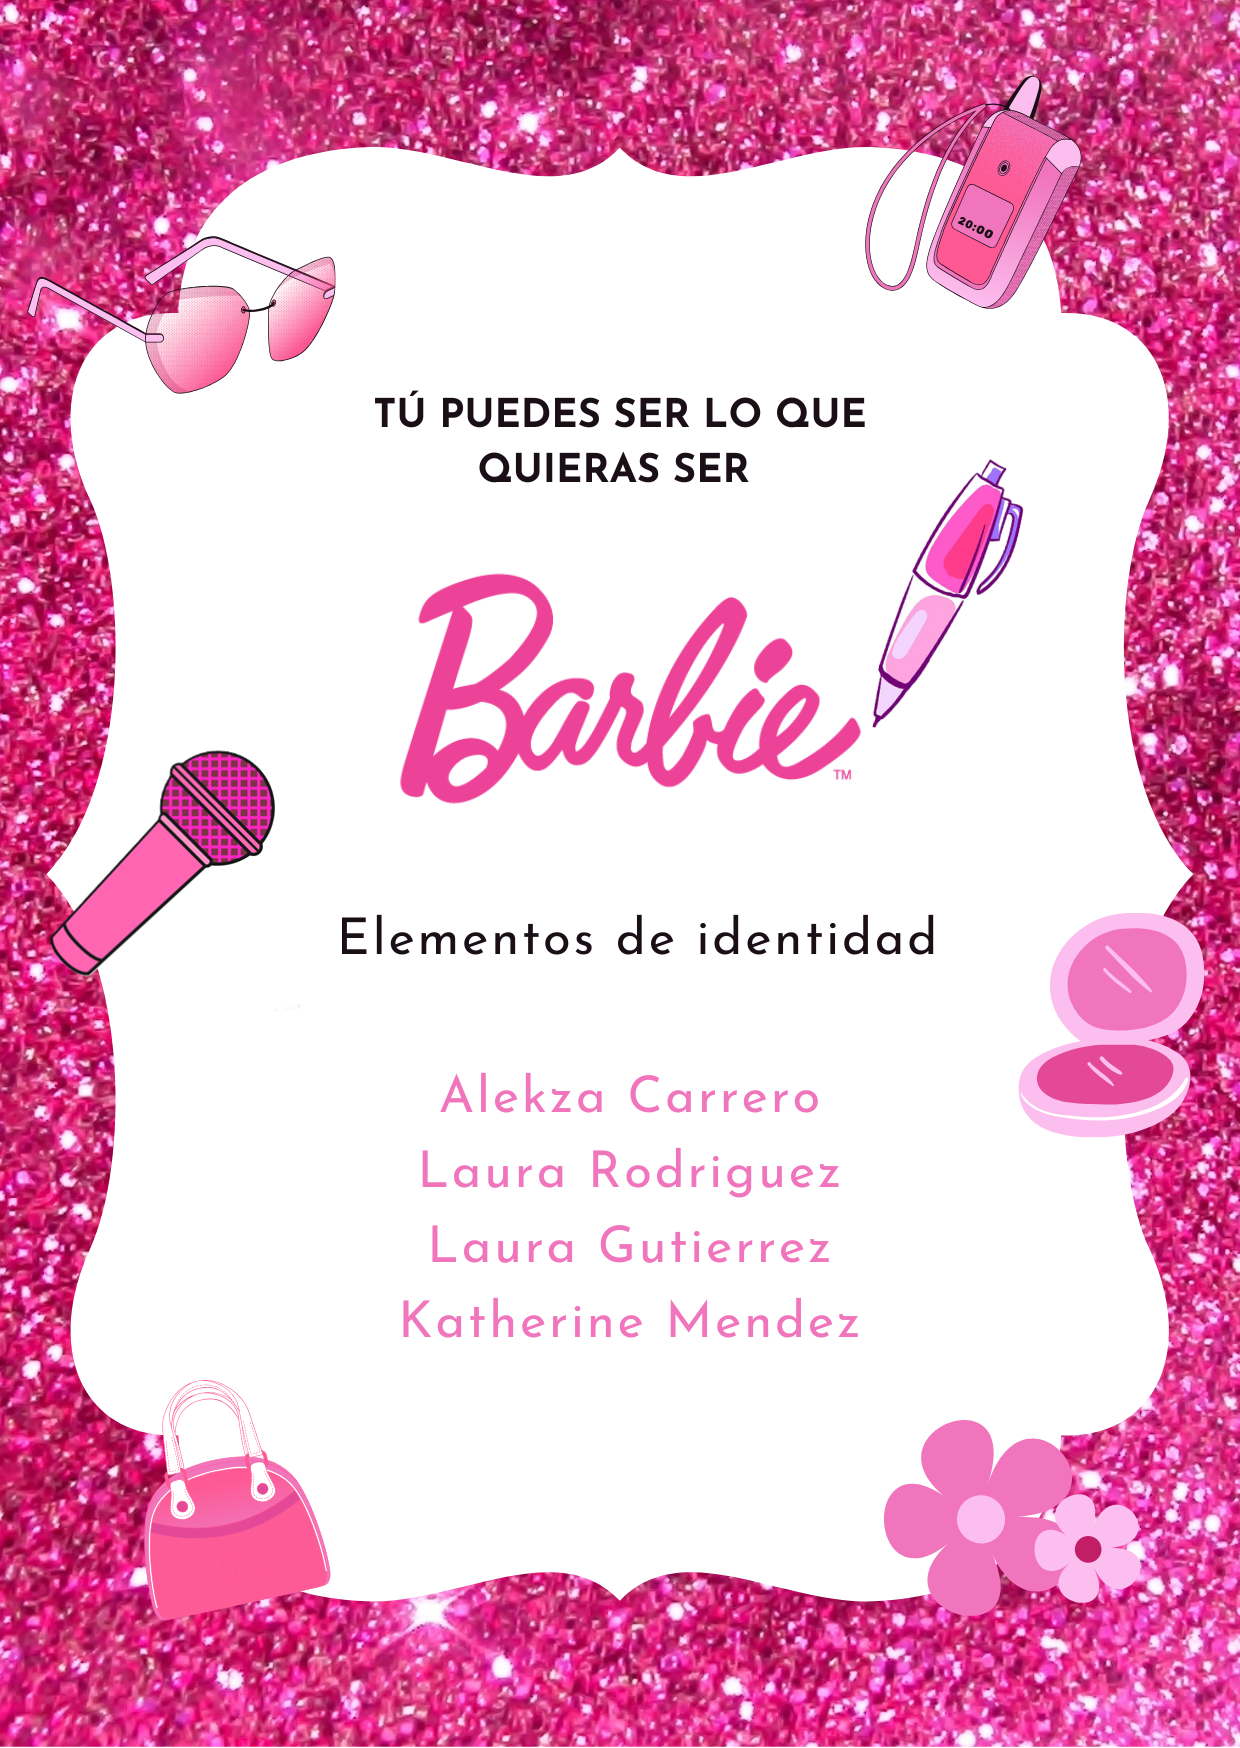 20:00
TÚ PUEDES SER LO QUE
QUIERAS SER
Barbie
TM
Elementos de identidad
Alekza Carrero
Laura Rodriguez
Laura Gutierrez
Katherine Mendez